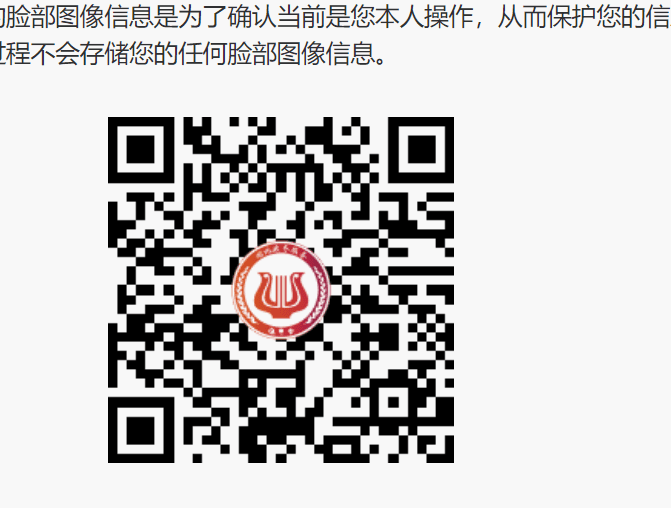 脸部图像信息是为了确认当前是您本人操作，从而保护您的信
过程不会存储您的任何脸部图像信息。